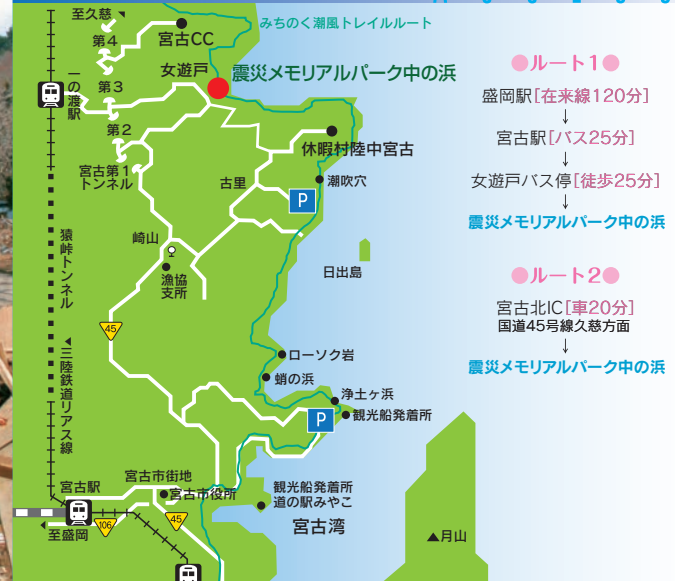 至久慈
みちのく潮風トレイルルート
宮古CC
第4
女遊戸
震災メモリアルパーク中の浜
一の渡駅
第3
第2
休暇村陸中宮古
宮古第1
トンネル
古里
潮吹穴
P
崎山
漁協
支所
日出島
猿峠トンネル
45
三陸鉄道リアス線
ローソク岩
蛸の浜
浄土ヶ浜
P
観光船発着所
宮古市街地
宮古駅
宮古市役所
観光船発着所
道の駅みやこ
106
45
至盛岡
宮古湾
月山
ルート1
盛岡駅[在来線120分]
↓
宮古駅[バス25分]
↓
女遊戸バス停[徒歩25分]
↓
震災メモリアルパーク中の浜
ルート2
宮古北IC[車20分]
国道45号線久慈方面
↓
震災メモリアルパーク中の浜